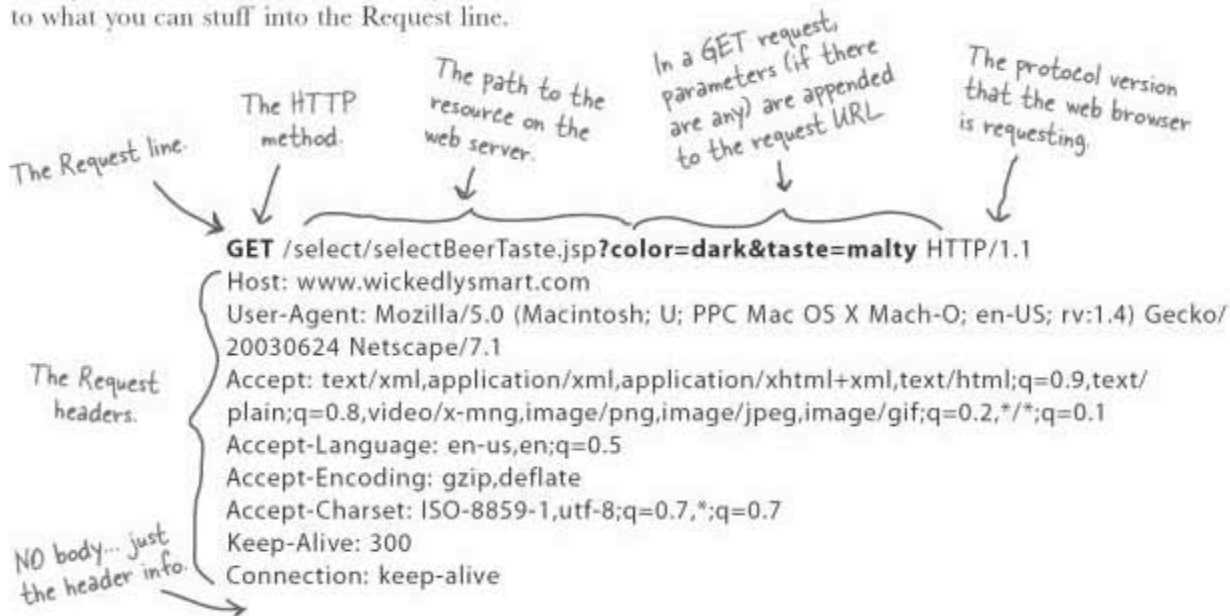 to what you can stuff into the Request line.
The Request line.
The HTTP
method.
The path to the
resource on the
web server.
In a GET request,
parameters (if there
are any) are appended
to the request URL
The protocol version
that the web browser
is requesting.
GET /select/selectBeerTaste.jsp?color=dark&taste=malty HTTP/1.1
Host: www.wickedlysmart.com
User-Agent: Mozilla/5.0 (Macintosh; U; PPC Mac OS X Mach-O; en-US; rv:1.4) Gecko/
20030624 Netscape/7.1
Accept: text/xml,application/xml,application/xhtml+xml,text/html;q=0.9,text/
plain;q=0.8,video/x-mng,image/png,image/jpeg,image/gif;q=0.2,*/*;q=0.1
Accept-Language: en-us,en;q=0.5
Accept-Encoding: gzip,deflate
Accept-Charset: ISO-8859-1,utf-8;q=0.7,*;q=0.7
Keep-Alive: 300
Connection: keep-alive
The Request
headers.
NO body... just
the header info.